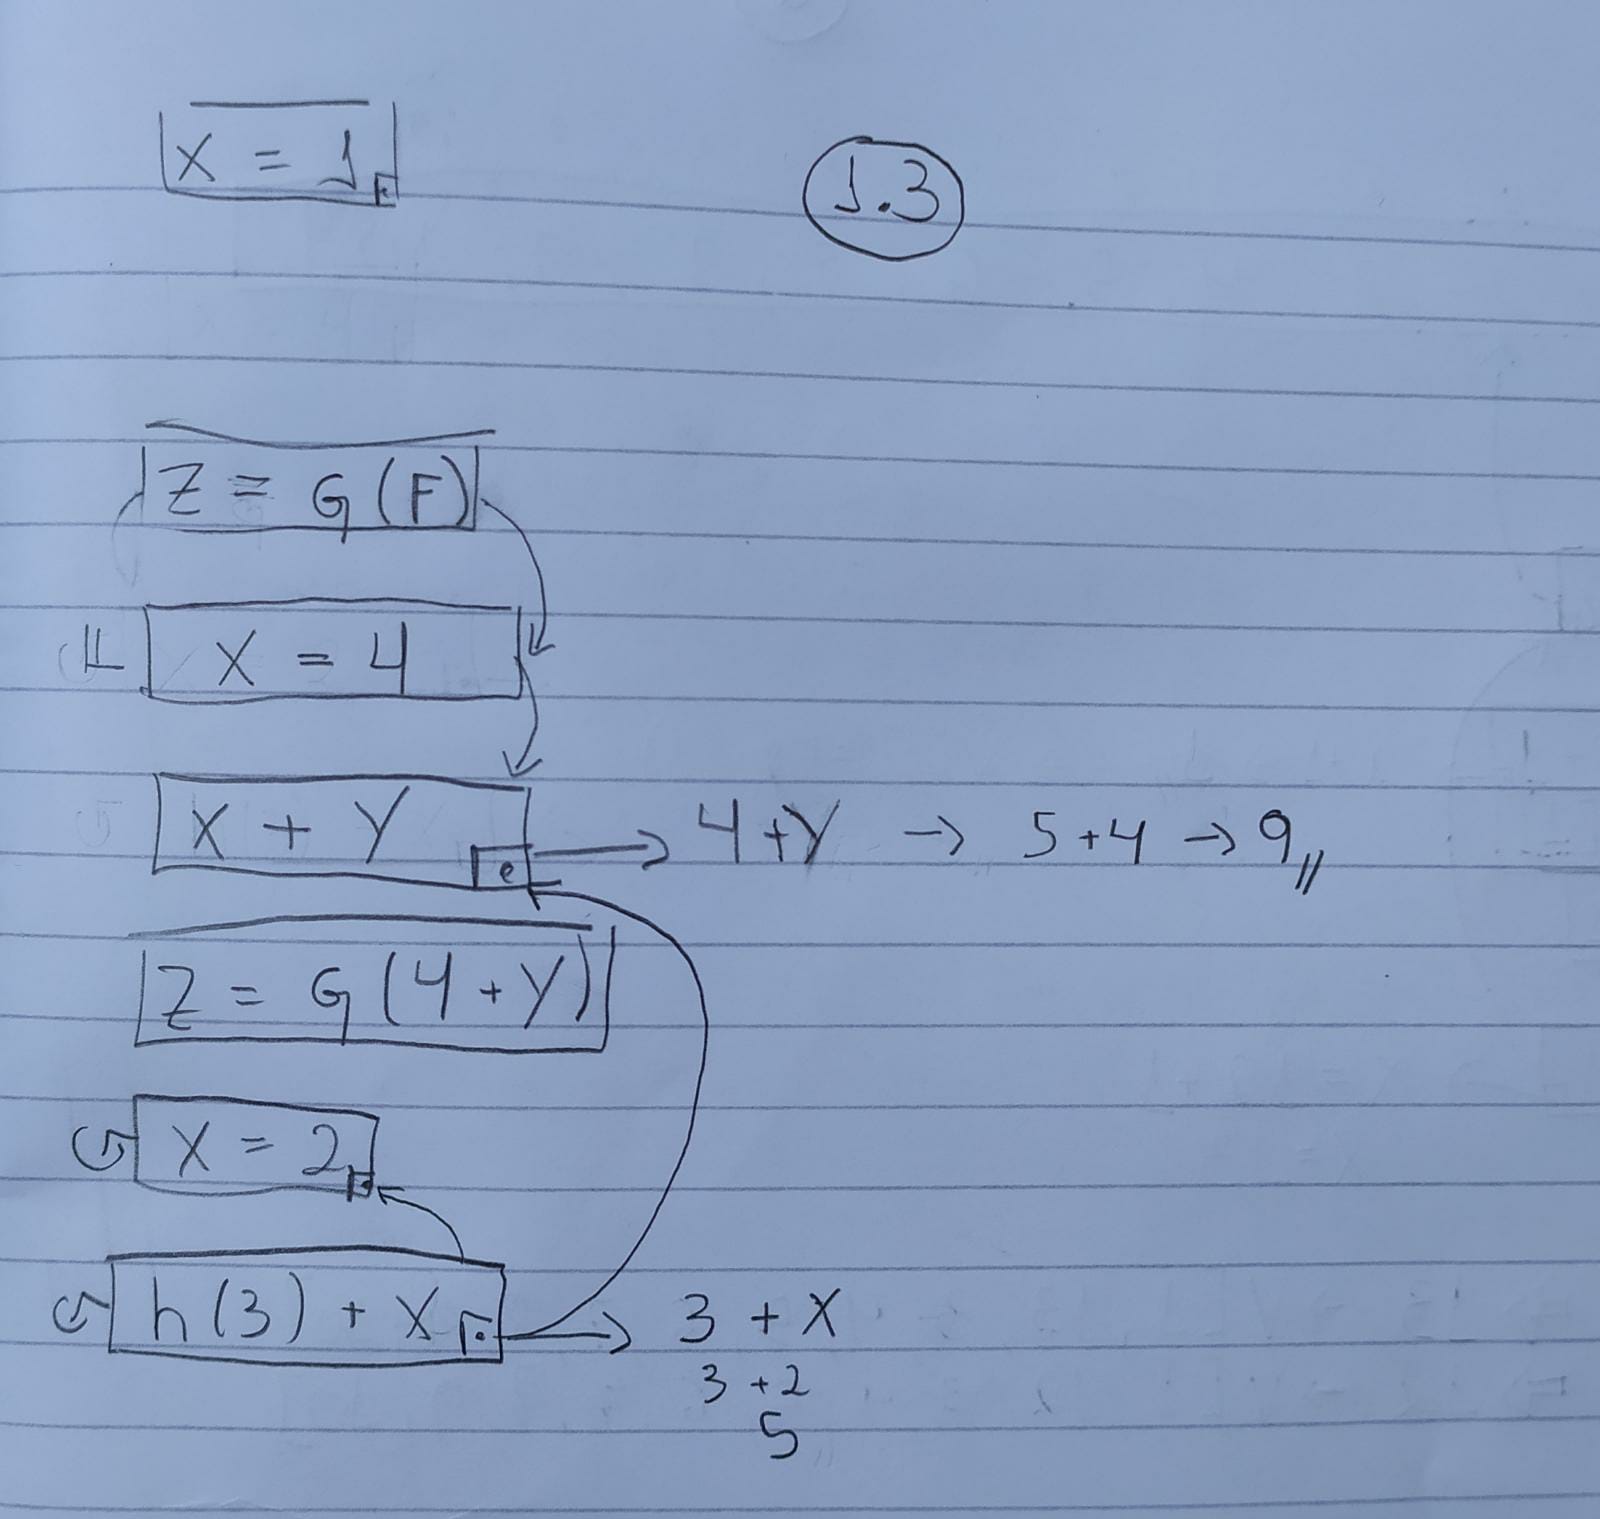 X = 1
1.3
Z = G(F)
F X = 4
X + Y → 4+Y → 5+4 → 9
Z = G(4+Y)
G X = 2
G h(3) + X → 3 + X
3 + 2
5